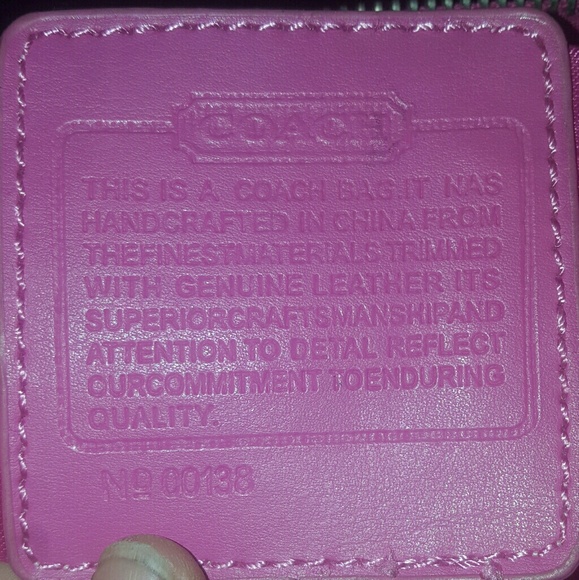 COACH
THIS IS A COACH BAG.IT HAS
HANDCRAFTED IN CHINA.FROM
THEFINESTMATERIALS TRIMMED
WITH GENUINE LEATHER ITS
SUPERIORCRAFTSMANSHIPAND
ATTENTION TO DETAL REFLECT
OURCOMMITMENT TOENDURING
QUALITY.
Nº 00138